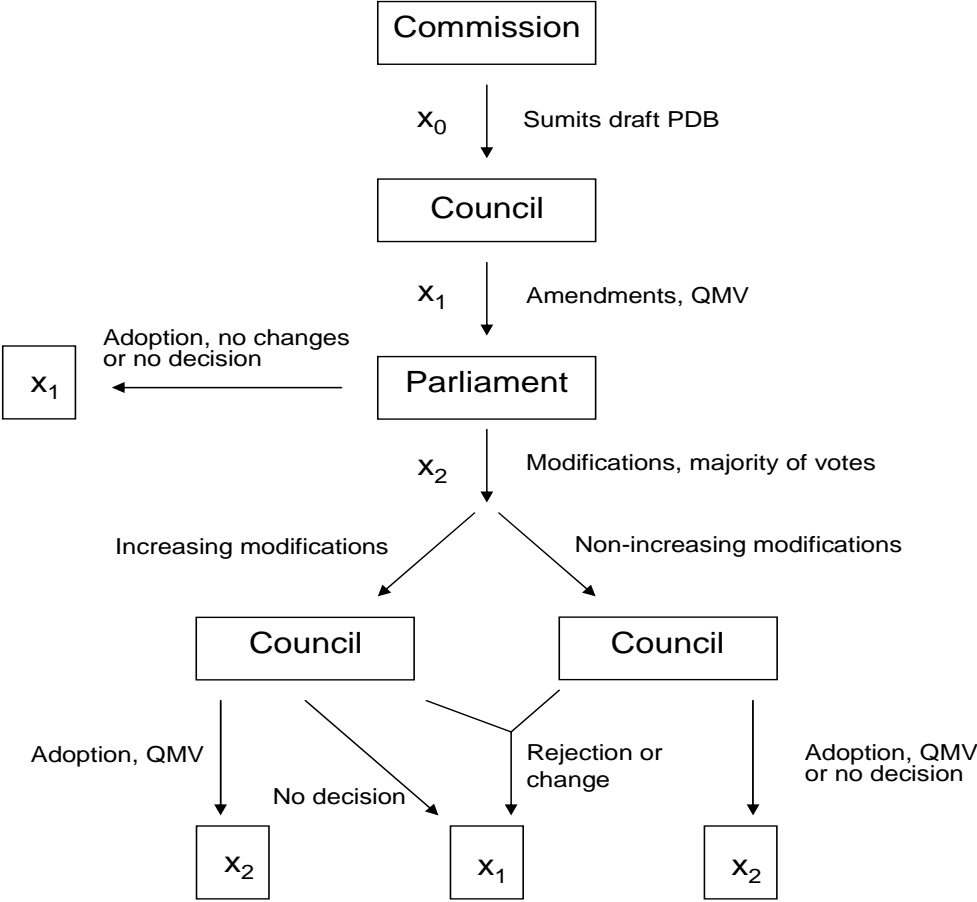 Commission
x₀
Sumits draft PDB
Council
x₁
Amendments, QMV
Adoption, no changes
or no decision
x₁
Parliament
x₂
Modifications, majority of votes
Increasing modifications
Non-increasing modifications
Council
Council
Adoption, QMV
No decision
Rejection or
change
Adoption, QMV
or no decision
x₂
x₁
x₂